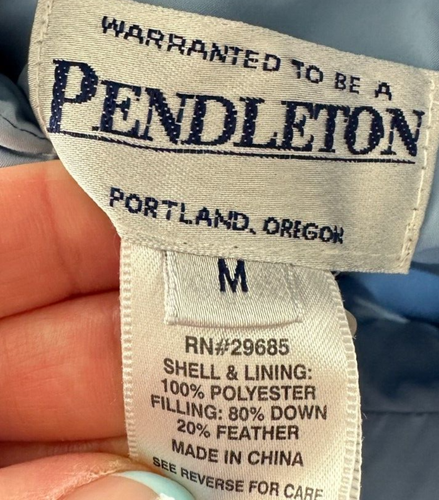 WARRANTED TO BE A
PENDLETON
PORTLAND, OREGON
M
RN#29685
SHELL & LINING:
100% POLYESTER
FILLING: 80% DOWN
20% FEATHER
MADE IN CHINA
SEE REVERSE FOR CARE